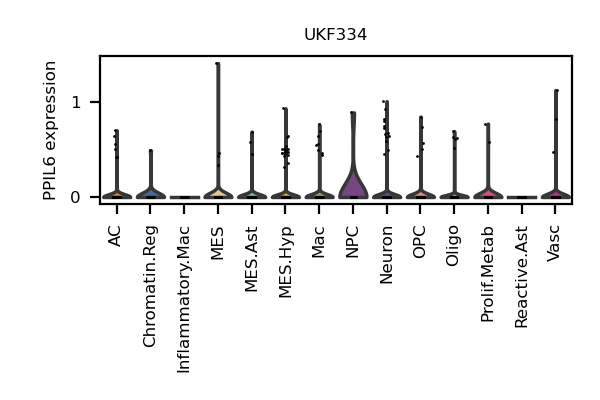 UKF334
PPIL6 expression
1
0
AC
Chromatin.Reg
Inflammatory.Mac
MES
MES.Ast
MES.Hyp
Mac
NPC
Neuron
OPC
Oligo
Prolif.Metab
Reactive.Ast
Vasc